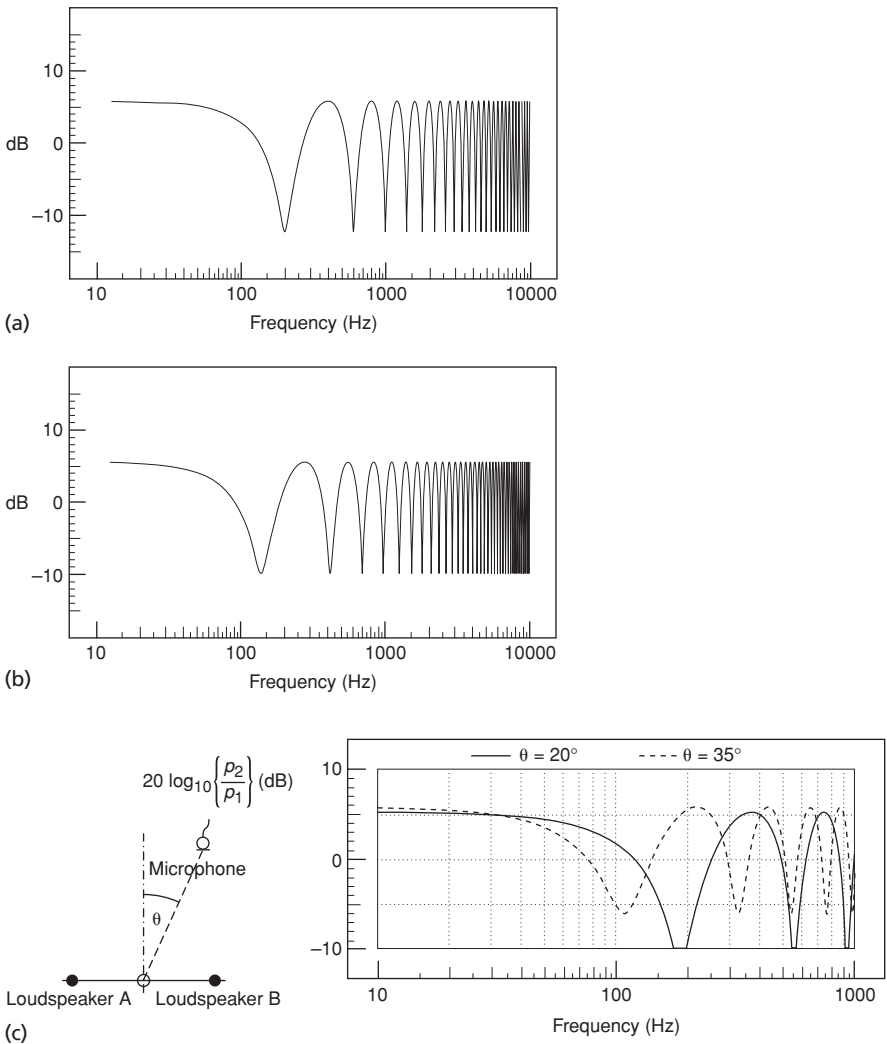 10
0
dB
−10
10 100 1000 10000
Frequency (Hz)
(a)
10
0
dB
−10
10 100 1000 10000
Frequency (Hz)
(b)
20 log10{p2/p1} (dB)
Microphone
θ
Loudspeaker A Loudspeaker B
θ = 20° θ = 35°
10
0
−10
10 100 1000
Frequency (Hz)
(c)